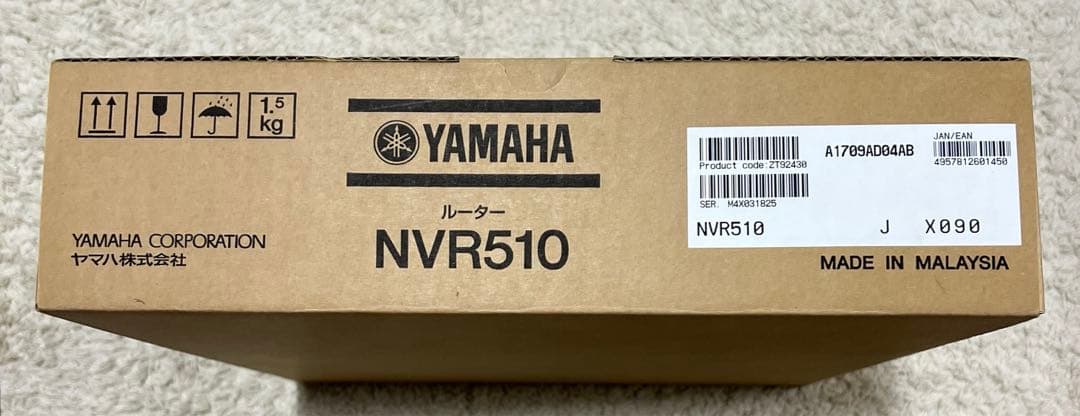 1.5
kg
YAMAHA
ルーター
NVR510
YAMAHA CORPORATION
ヤマハ株式会社
Product code:ZT92430
A1709AD04AB
JAN/EAN
4957812601450
SER. M4X031825
NVR510 J X090
MADE IN MALAYSIA